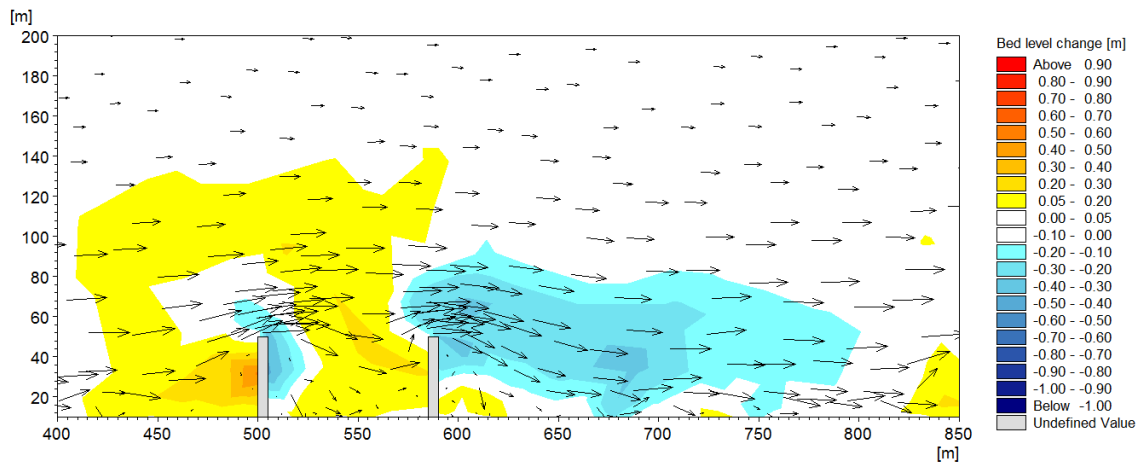 [m]
200
180
160
140
120
100
80
60
40
20
400 450 500 550 600 650 700 750 800 850
[m]
Bed level change [m]
Above 0.90
0.80 - 0.90
0.70 - 0.80
0.60 - 0.70
0.50 - 0.60
0.40 - 0.50
0.30 - 0.40
0.20 - 0.30
0.05 - 0.20
0.00 - 0.05
-0.10 - 0.00
-0.20 - -0.10
-0.30 - -0.20
-0.40 - -0.30
-0.50 - -0.40
-0.60 - -0.50
-0.70 - -0.60
-0.80 - -0.70
-0.90 - -0.80
-1.00 - -0.90
Below -1.00
Undefined Value